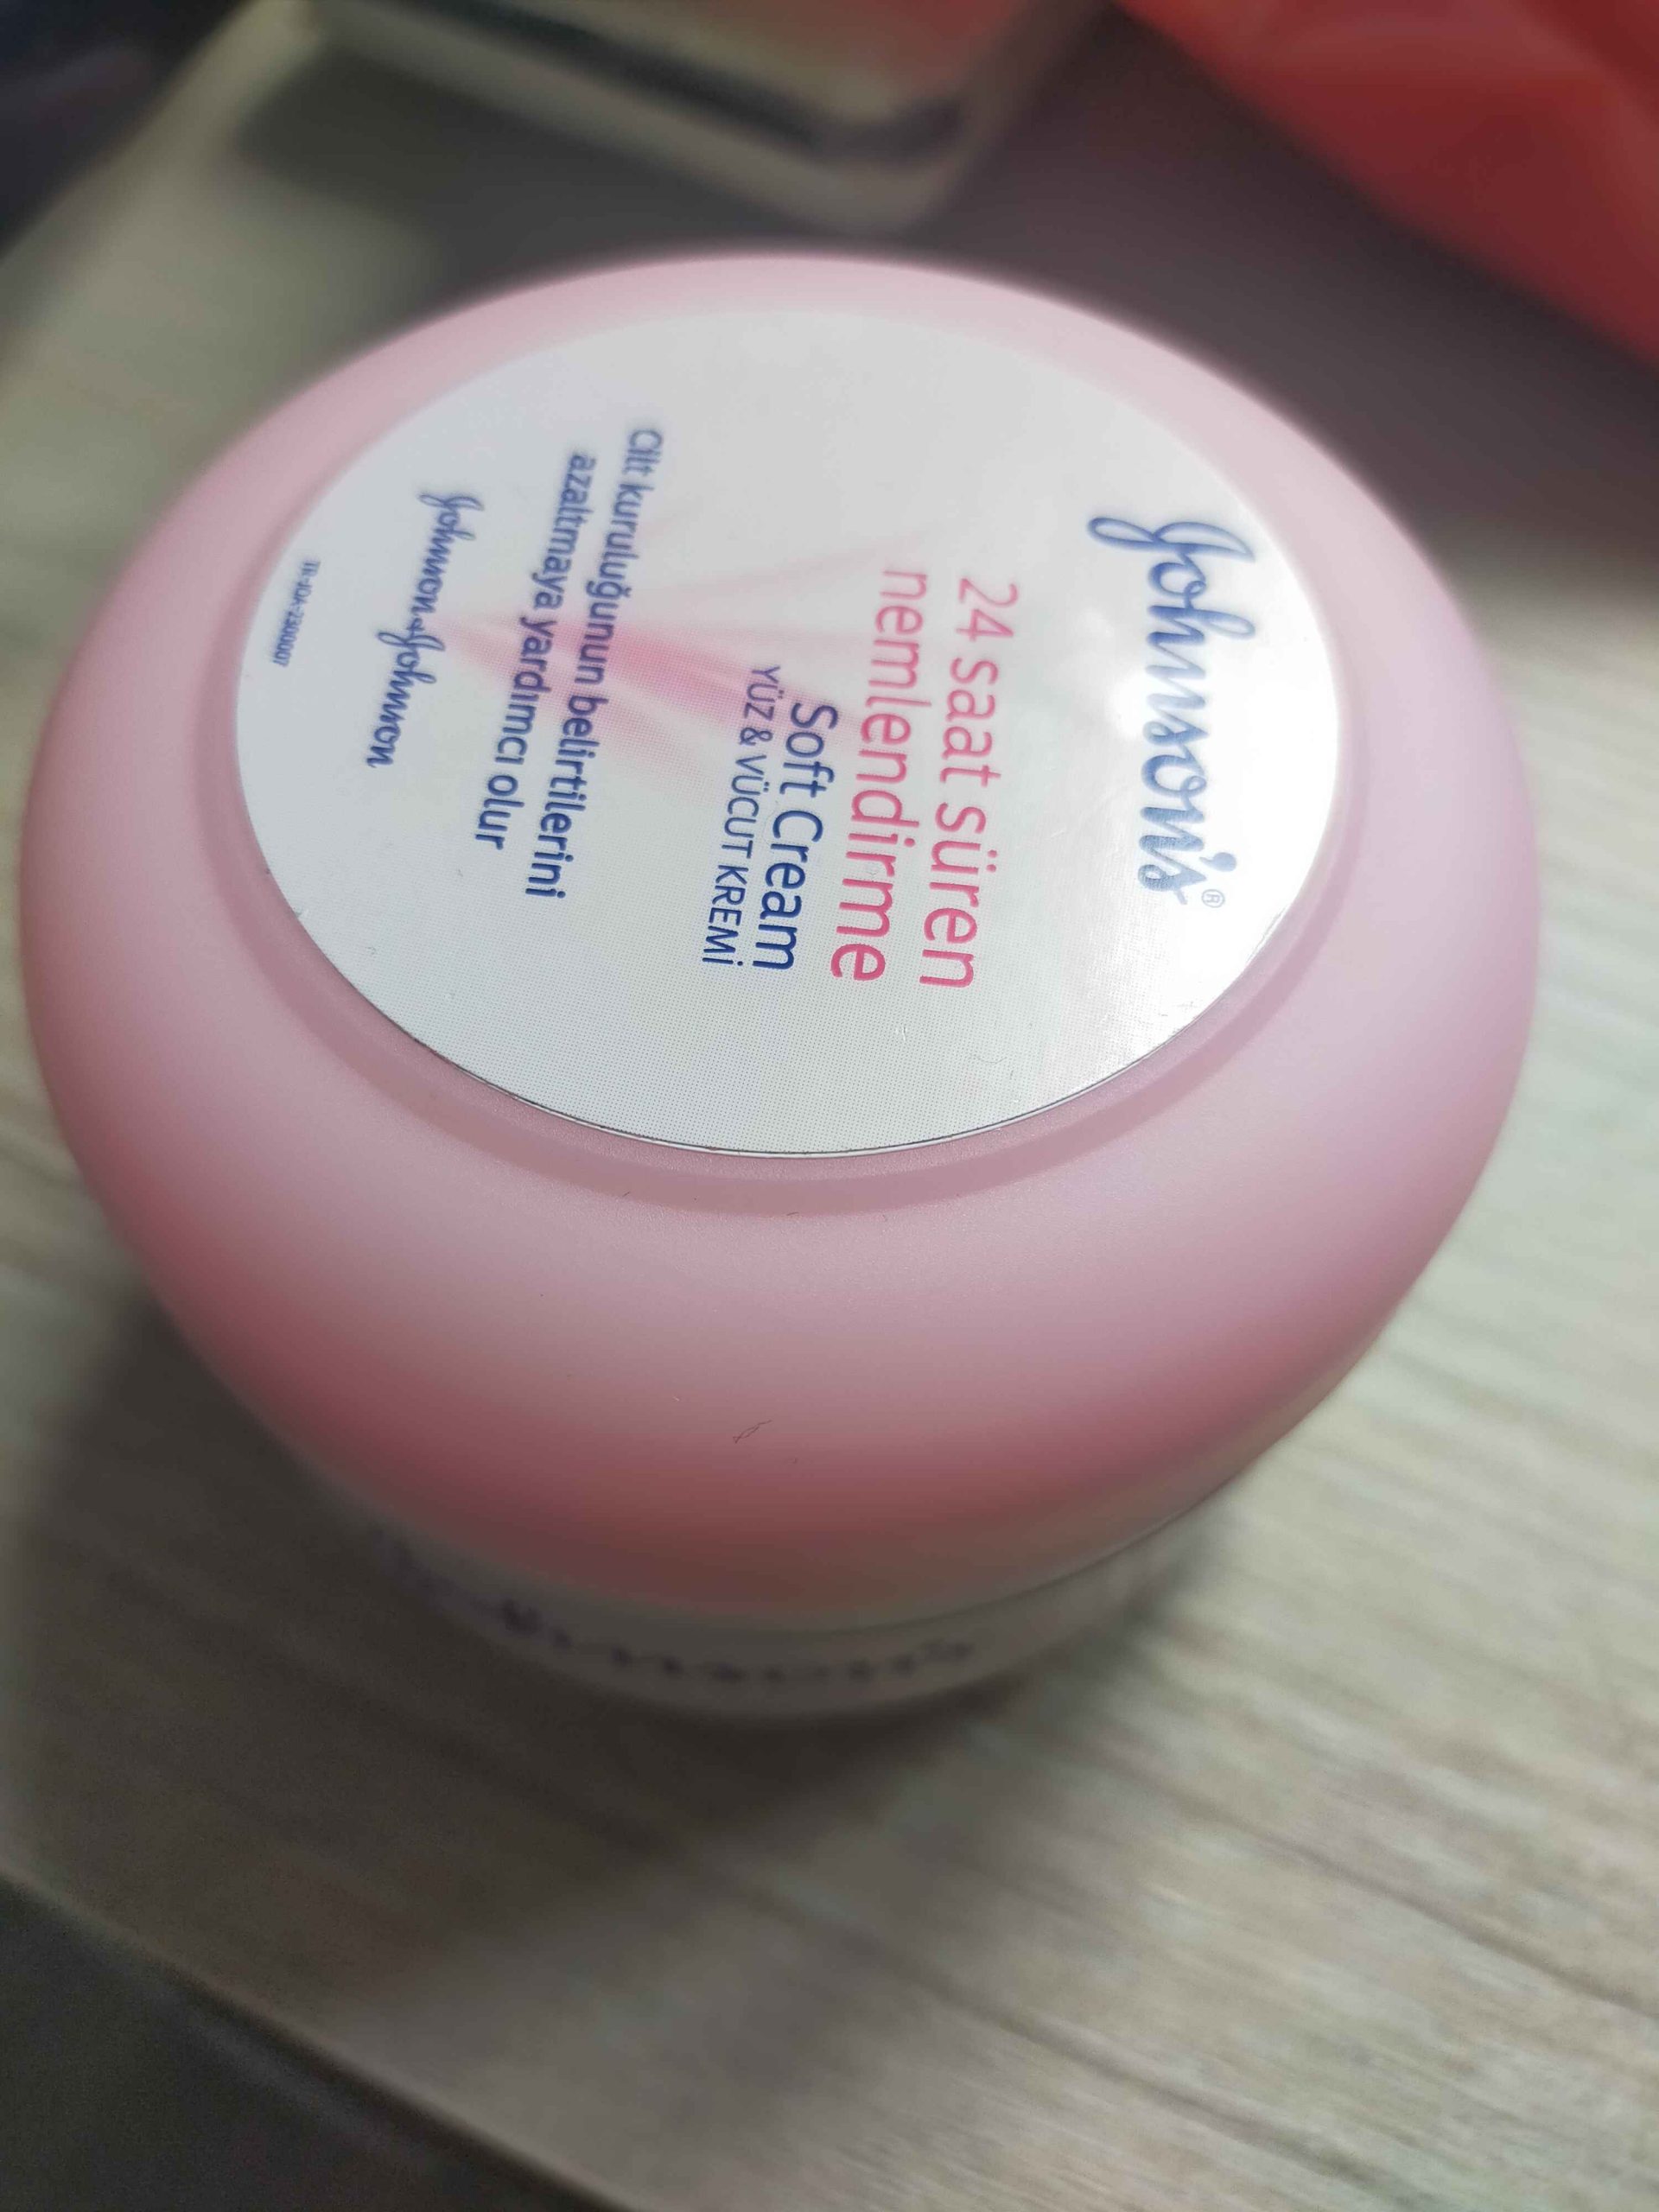 Johnson's®
24 saat süren
nemlendirme
Soft Cream
YÜZ & VÜCUT KREMİ
Cilt kuruluğunun belirtilerini
azaltmaya yardımcı olur
Johnson & Johnson